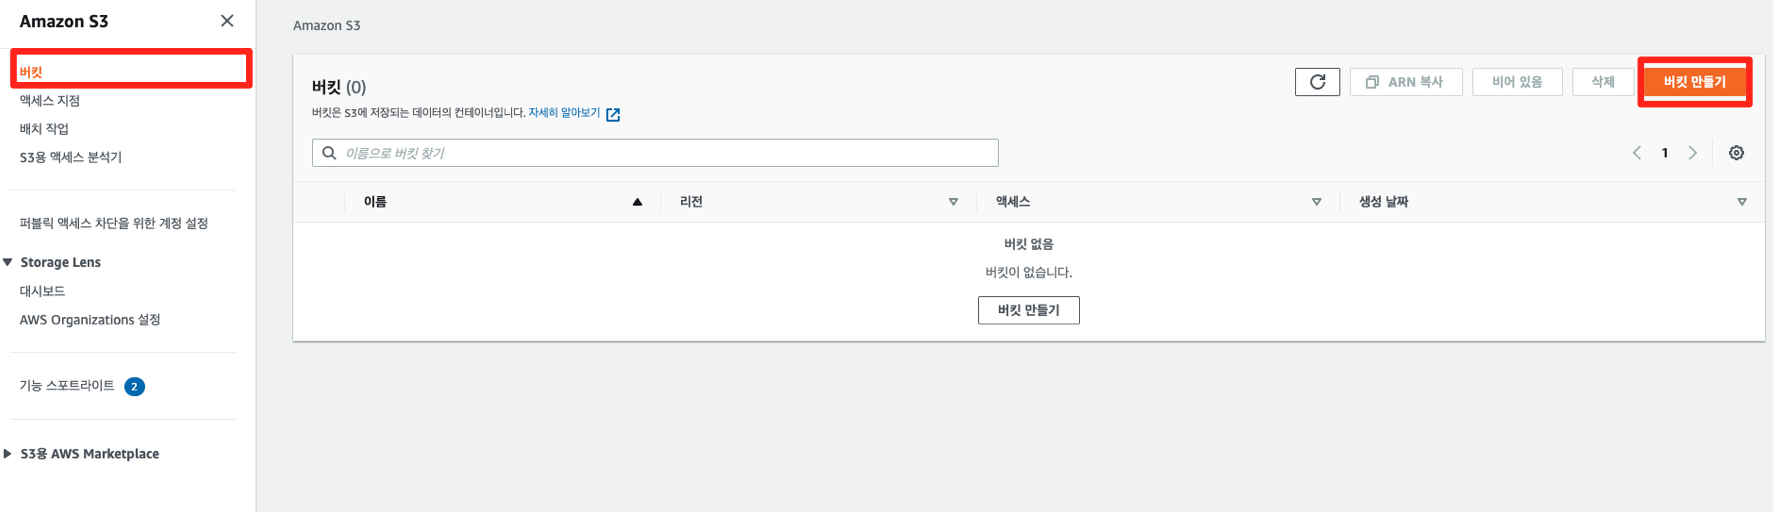 Amazon S3
버킷
액세스 지점
배치 작업
S3용 액세스 분석기
퍼블릭 액세스 차단을 위한 계정 설정
Storage Lens
대시보드
AWS Organizations 설정
기능 스포트라이트 2
S3용 AWS Marketplace
Amazon S3
버킷 (0)
버킷은 S3에 저장되는 데이터의 컨테이너입니다. 자세히 알아보기
ARN 복사 비어 있음 삭제 버킷 만들기
이름으로 버킷 찾기
1
이름 리전 액세스 생성 날짜
버킷 없음
버킷이 없습니다.
버킷 만들기